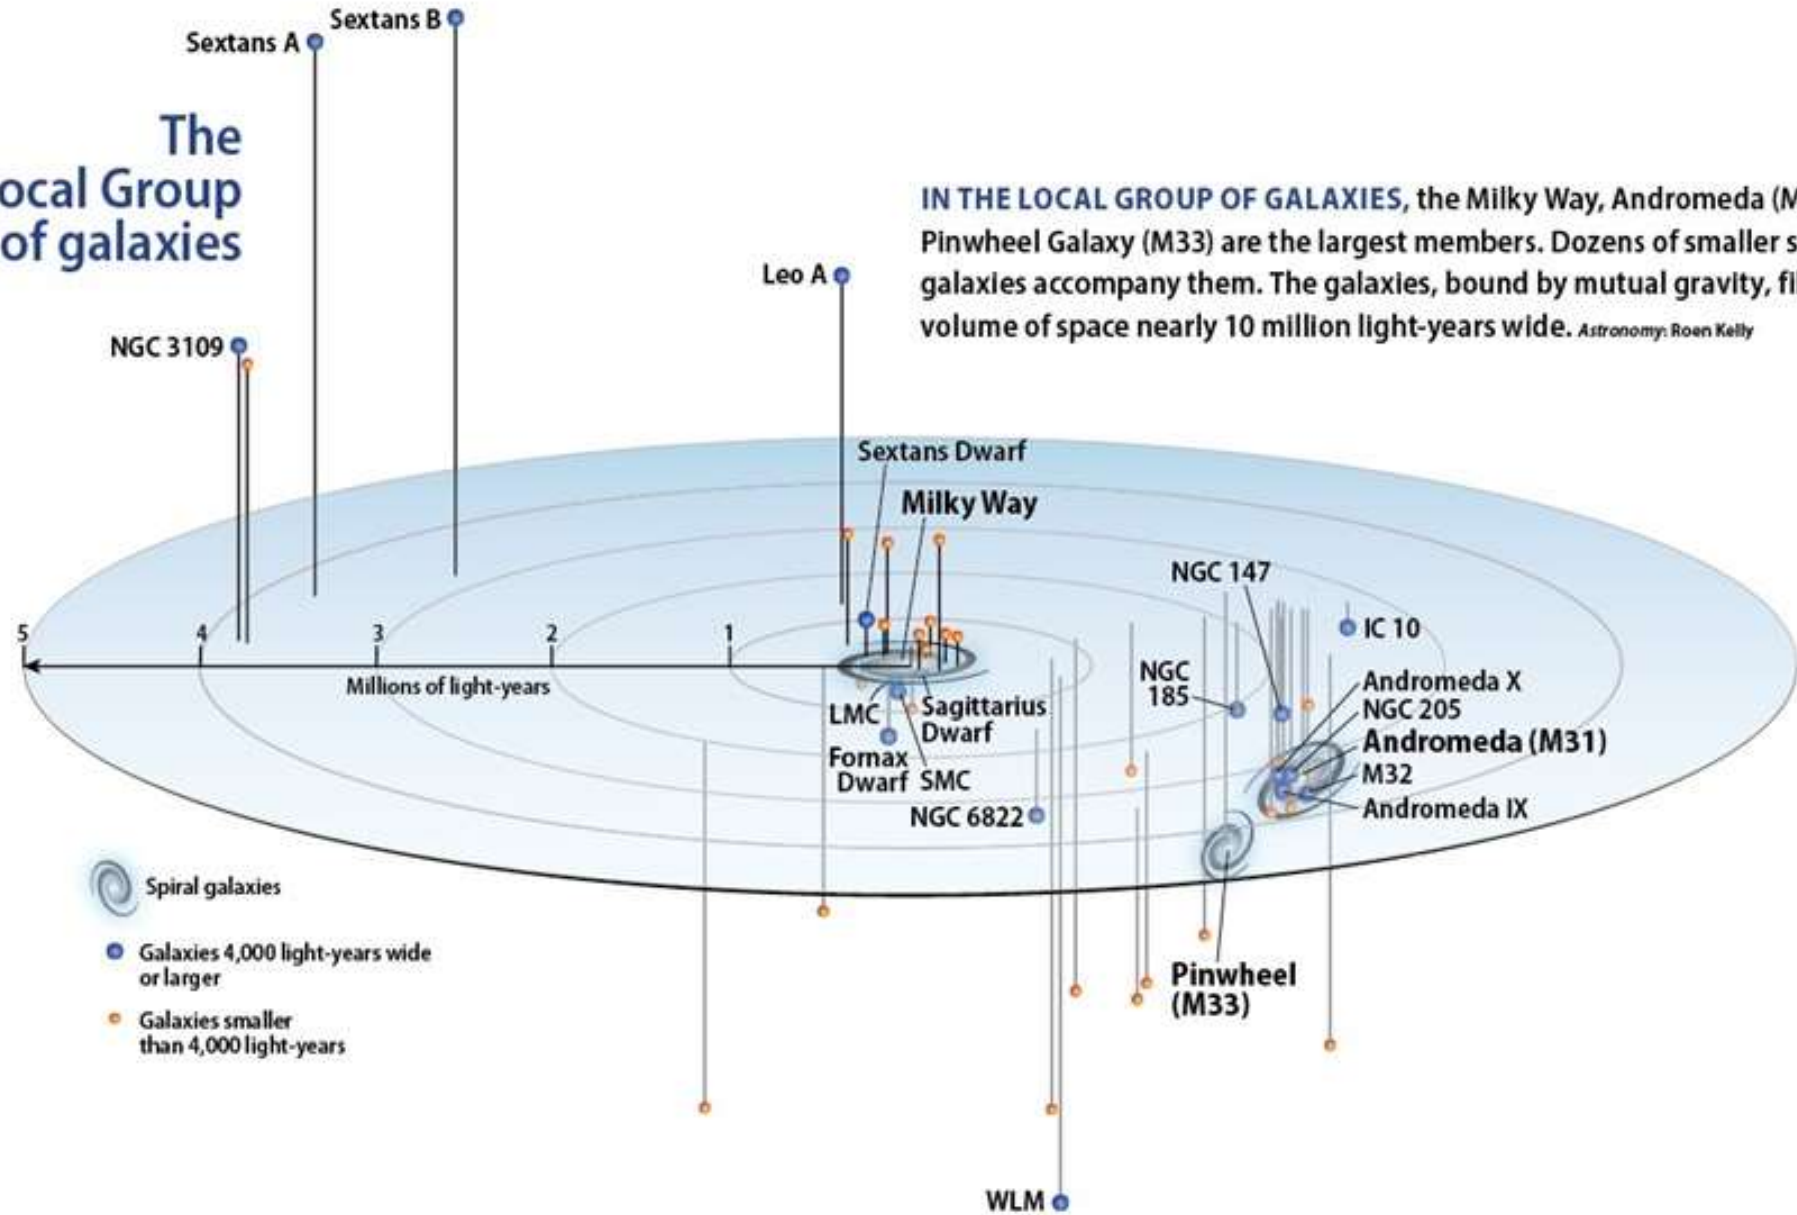 Sextans B
Sextans A
The
ocal Group
of galaxies
IN THE LOCAL GROUP OF GALAXIES, the Milky Way, Andromeda (M
Pinwheel Galaxy (M33) are the largest members. Dozens of smaller s
galaxies accompany them. The galaxies, bound by mutual gravity, fi
volume of space nearly 10 million light-years wide. Astronomy: Roen Kelly
Leo A
NGC 3109
Sextans Dwarf
Milky Way
NGC 147
IC 10
5 4 3 2 1
Millions of light-years
NGC
185
Andromeda X
NGC 205
Andromeda (M31)
M32
Andromeda IX
LMC
Sagittarius
Dwarf
Fornax
Dwarf
SMC
NGC 6822
Spiral galaxies
Galaxies 4,000 light-years wide
or larger
Galaxies smaller
than 4,000 light-years
Pinwheel
(M33)
WLM